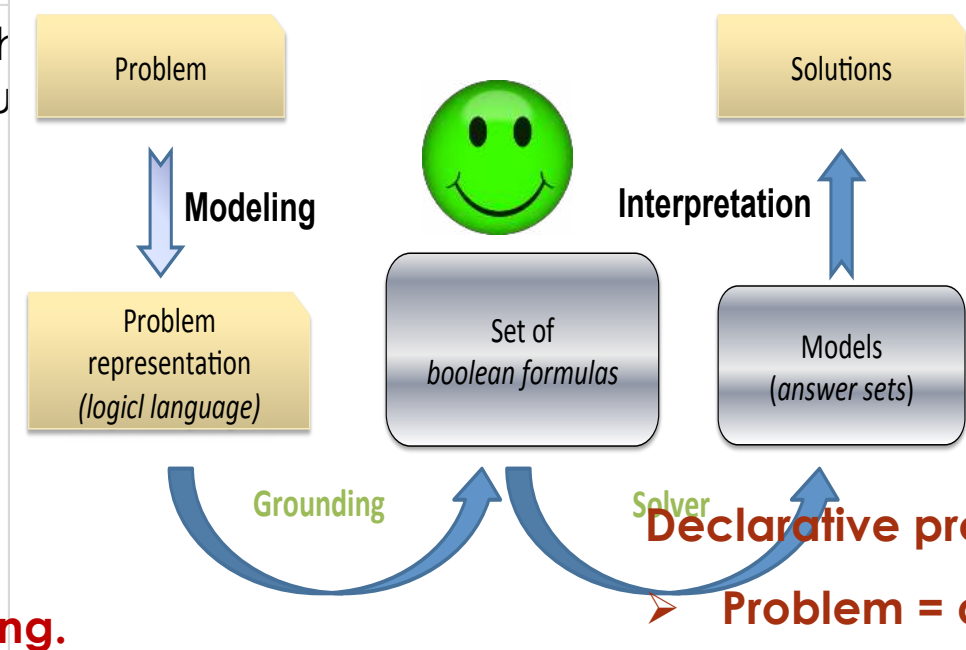 Problem
Solutions
Modeling
Interpretation
Problem
representation
(logicl language)
Set of
boolean formulas
Models
(answer sets)
Grounding
Solver
Declarative pr
Problem =
ng.